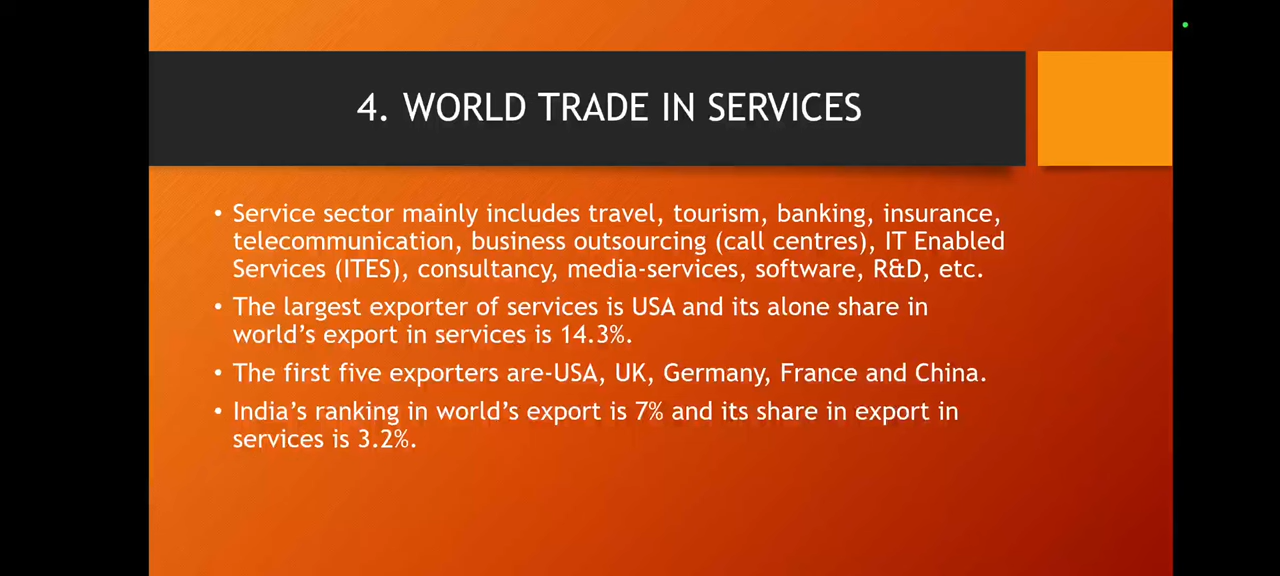 4. WORLD TRADE IN SERVICES
• Service sector mainly includes travel, tourism, banking, insurance,
telecommunication, business outsourcing (call centres), IT Enabled
Services (ITES), consultancy, media-services, software, R&D, etc.
• The largest exporter of services is USA and its alone share in
world’s export in services is 14.3%.
• The first five exporters are-USA, UK, Germany, France and China.
• India’s ranking in world’s export is 7% and its share in export in
services is 3.2%.